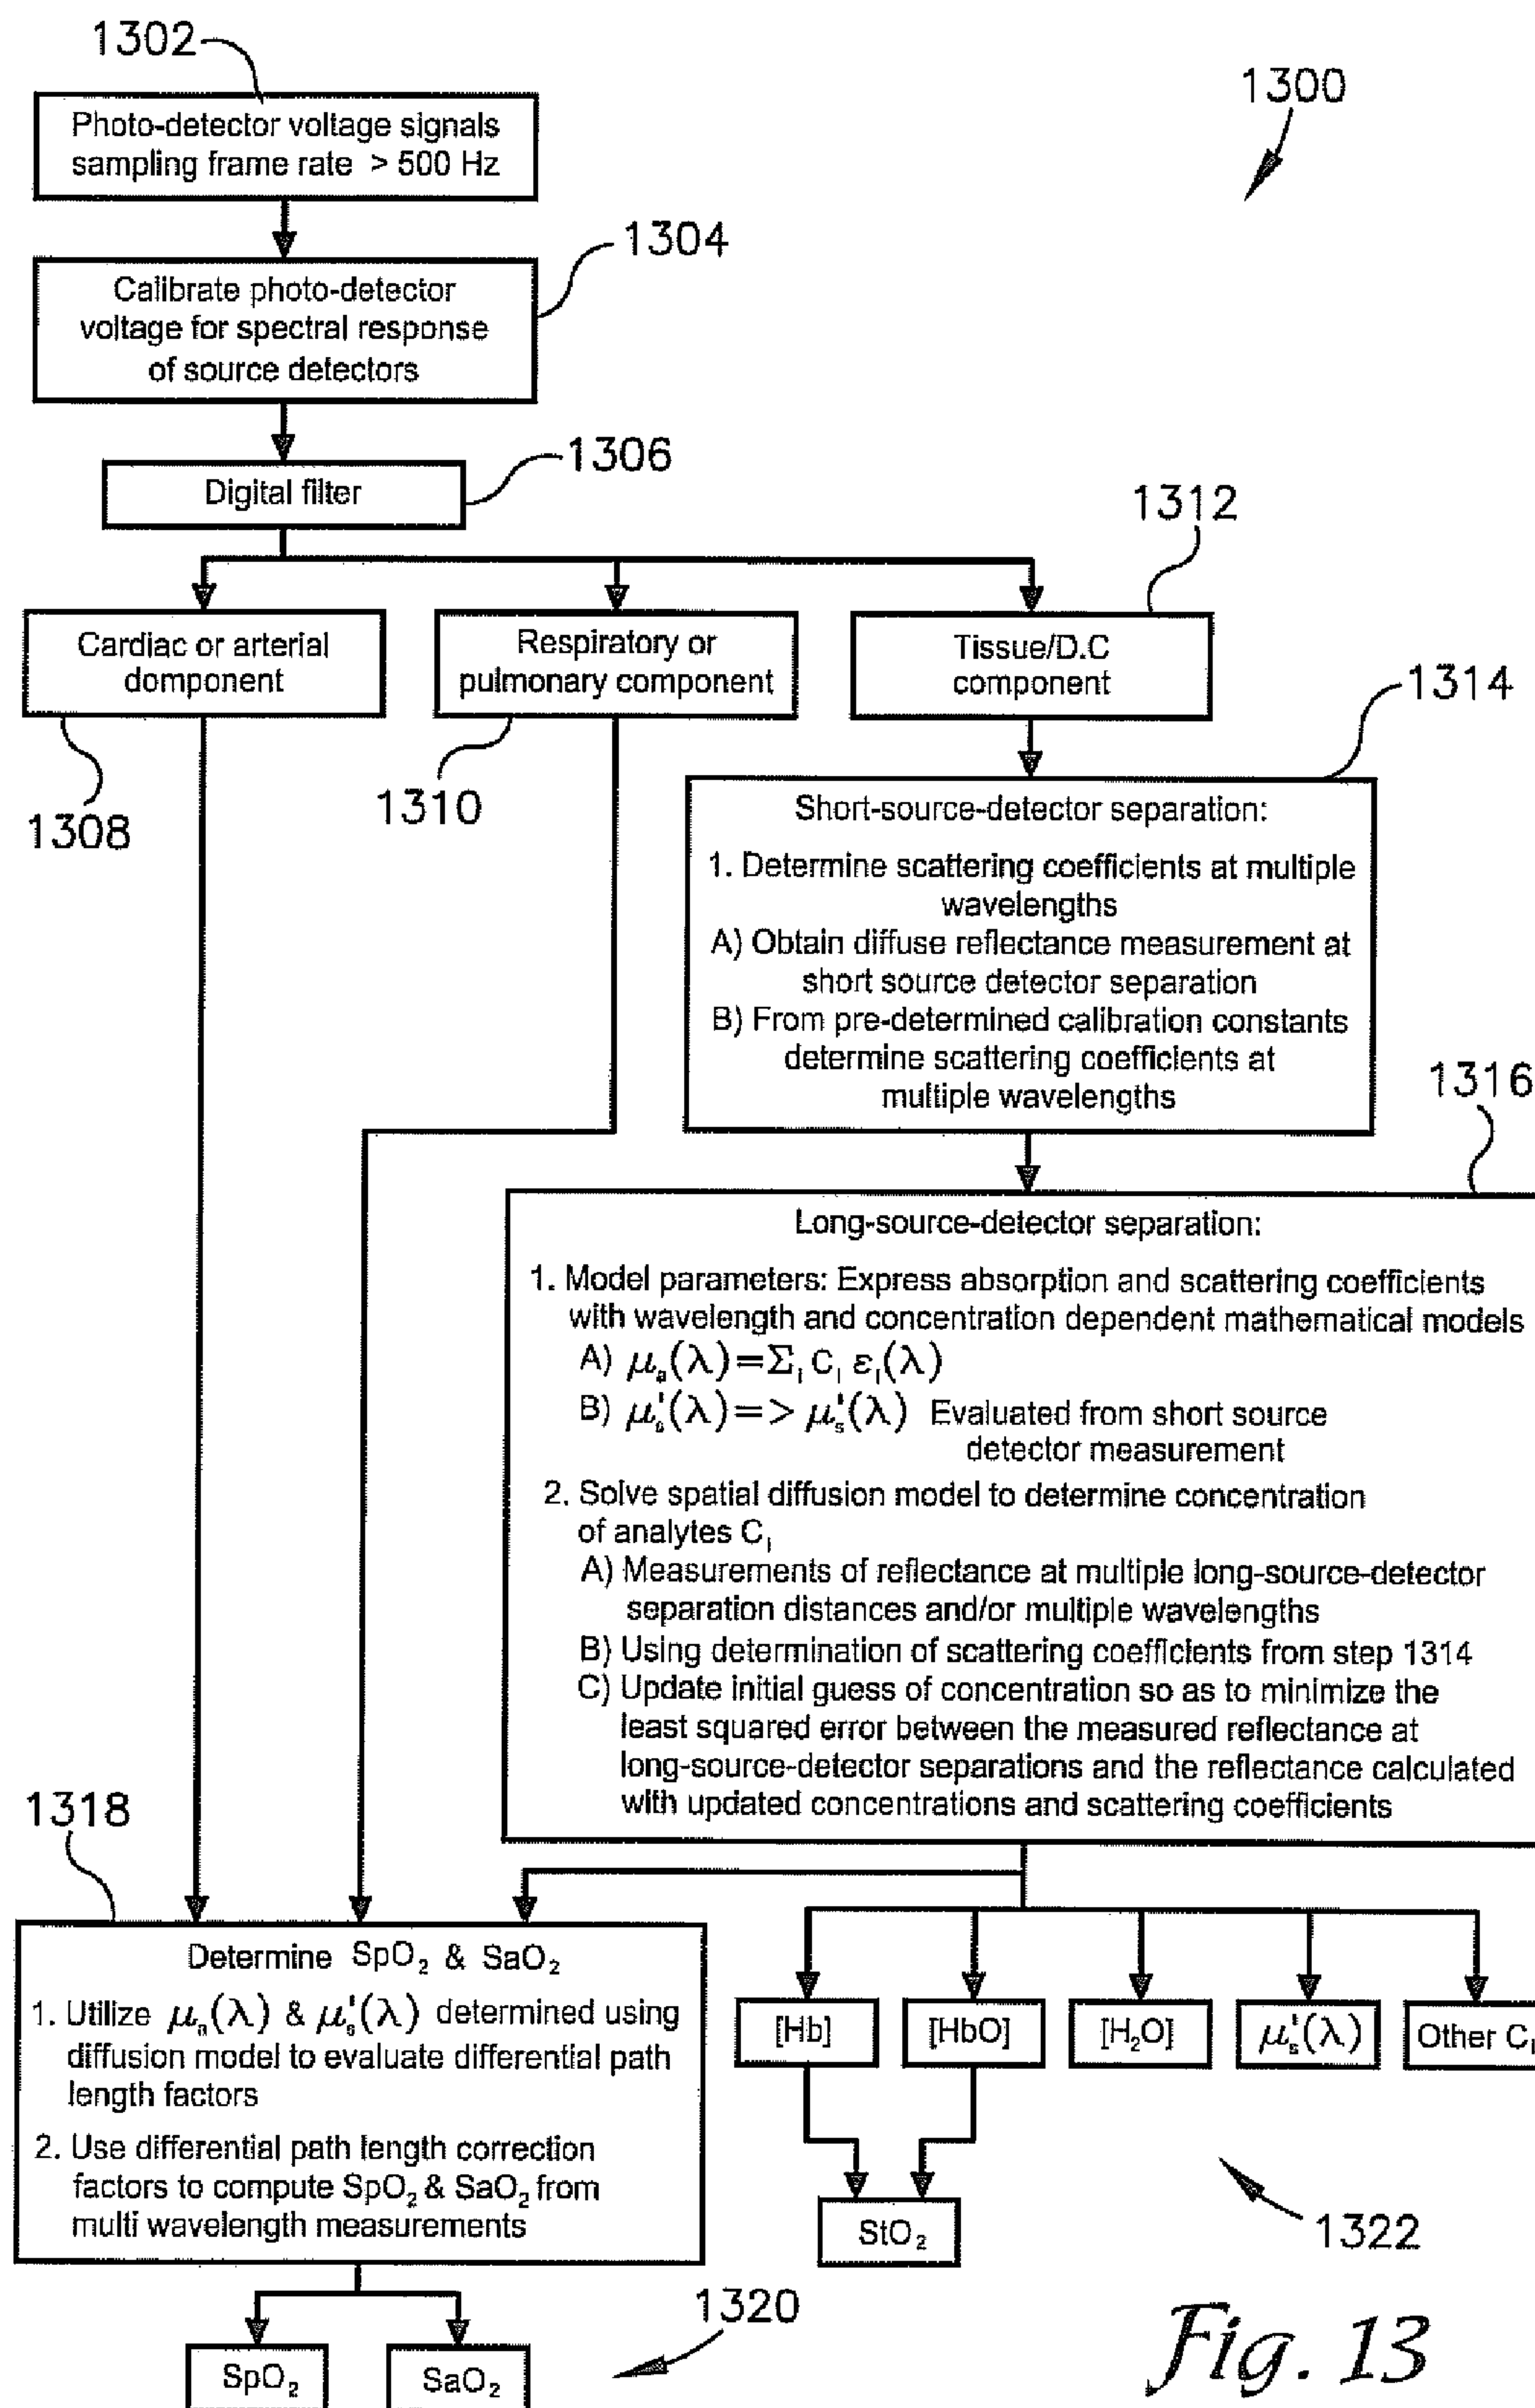 1302
1300
Photo-detector voltage signals
sampling frame rate > 500 Hz
1304
Calibrate photo-detector
voltage for spectral response
of source detectors
1306
Digital filter
1312
Cardiac or arterial
domponent
Respiratory or
pulmonary component
Tissue/D.C
component
1308
1310
1314
Short-source-detector separation:
1. Determine scattering coefficients at multiple
wavelengths
A) Obtain diffuse reflectance measurement at
short source detector separation
B) From pre-determined calibration constants
determine scattering coefficients at
multiple wavelengths
1316
Long-source-detector separation:
1. Model parameters: Express absorption and scattering coefficients
with wavelength and concentration dependent mathematical models
A) μₐ(λ)=Σᵢ Cᵢ εᵢ(λ)
B) μₛ'(λ)=> μₛ'(λ) Evaluated from short source
detector measurement
2. Solve spatial diffusion model to determine concentration
of analytes Cᵢ
A) Measurements of reflectance at multiple long-source-detector
separation distances and/or multiple wavelengths
B) Using determination of scattering coefficients from step 1314
C) Update initial guess of concentration so as to minimize the
least squared error between the measured reflectance at
long-source-detector separations and the reflectance calculated
with updated concentrations and scattering coefficients
1318
Determine SpO₂ & SaO₂
1. Utilize μₐ(λ) & μₛ'(λ) determined using
diffusion model to evaluate differential path
length factors
2. Use differential path length correction
factors to compute SpO₂ & SaO₂ from
multi wavelength measurements
[Hb]
[HbO]
[H₂O]
μₛ'(λ)
Other Cᵢ
StO₂
1322
1320
SpO₂
SaO₂
Fig. 13